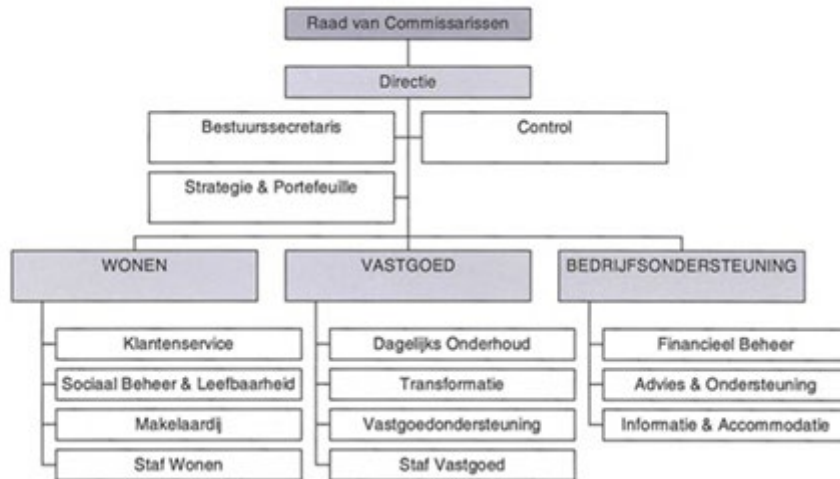 Raad van Commissarissen
Directie
Bestuurssecretaris
Control
Strategie & Portefeuille
WONEN
VASTGOED
BEDRIJFSONDERSTEUNING
Klantenservice
Dagelijks Onderhoud
Financieel Beheer
Sociaal Beheer & Leefbaarheid
Transformatie
Advies & Ondersteuning
Makelaardij
Vastgoedondersteuning
Informatie & Accommodatie
Staf Wonen
Staf Vastgoed